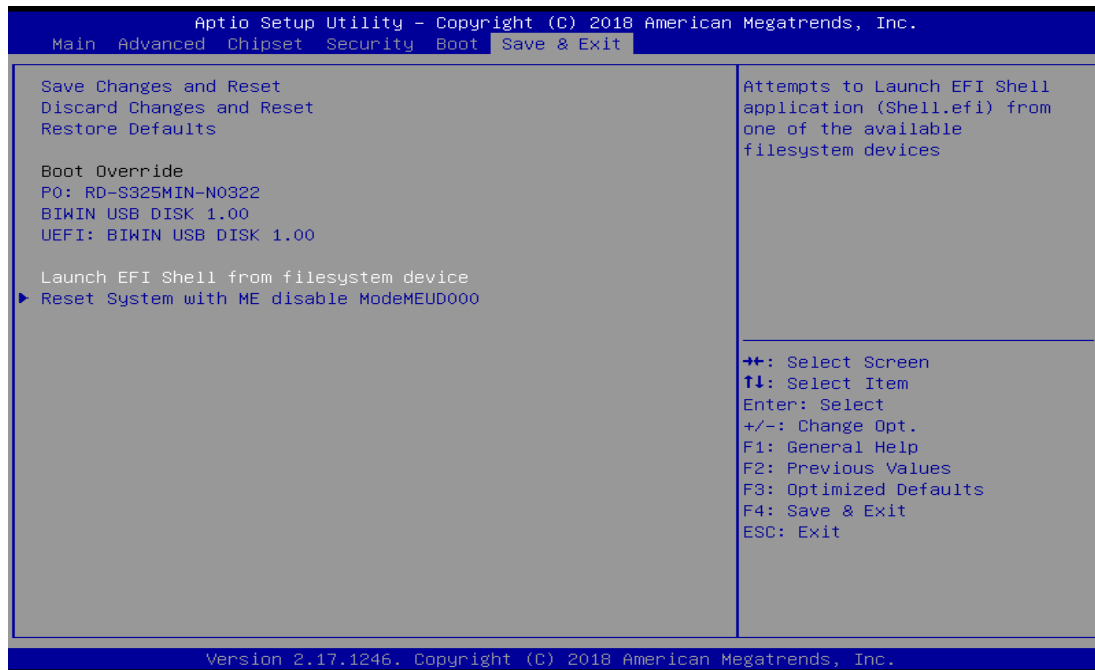 Aptio Setup Utility – Copyright (C) 2018 American Megatrends, Inc.
Main Advanced Chipset Security Boot Save & Exit
Save Changes and Reset
Discard Changes and Reset
Restore Defaults
Boot Override
P0: RD-S325MIN-N0322
BIWIN USB DISK 1.00
UEFI: BIWIN USB DISK 1.00
Launch EFI Shell from filesystem device
▶ Reset System with ME disable ModeMEUD000
Attempts to Launch EFI Shell
application (Shell.efi) from
one of the available
filesystem devices
→←: Select Screen
↑↓: Select Item
Enter: Select
+/-: Change Opt.
F1: General Help
F2: Previous Values
F3: Optimized Defaults
F4: Save & Exit
ESC: Exit
Version 2.17.1246. Copyright (C) 2018 American Megatrends, Inc.